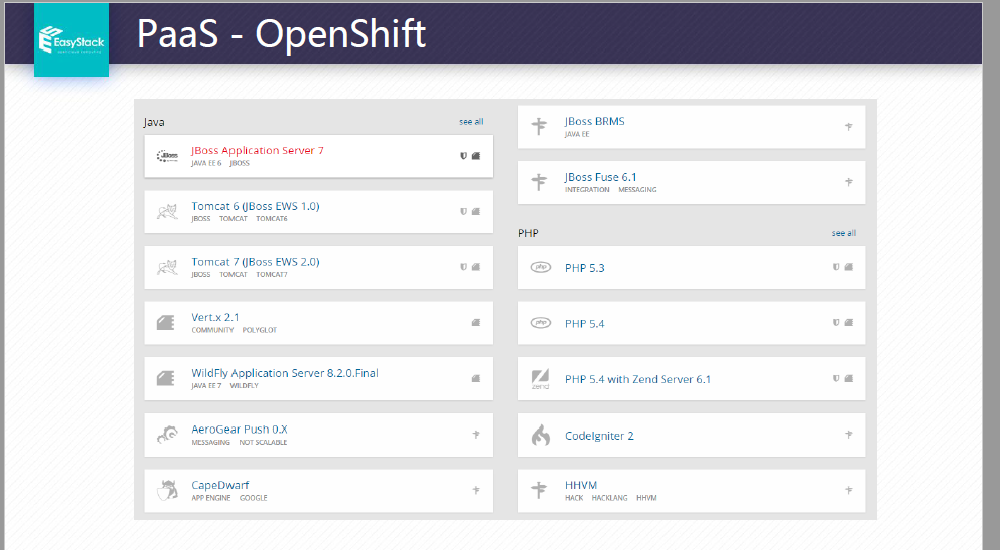 EasyStack
PaaS - OpenShift
Java
see all
JBoss
JBoss Application Server 7
JAVA EE 6 JBOSS
Tomcat 6 (JBoss EWS 1.0)
JBOSS TOMCAT TOMCAT6
Tomcat 7 (JBoss EWS 2.0)
JBOSS TOMCAT TOMCAT7
Vert.x 2.1
COMMUNITY POLYGLOT
WildFly Application Server 8.2.0.Final
JAVA EE 7 WILDFLY
AeroGear Push 0.X
MESSAGING NOT SCALABLE
CapeDwarf
APP ENGINE GOOGLE
JBoss BRMS
JAVA EE
JBoss Fuse 6.1
INTEGRATION MESSAGING
PHP
see all
php
PHP 5.3
php
PHP 5.4
zend
PHP 5.4 with Zend Server 6.1
CodeIgniter 2
HHVM
HACK HACKLANG HHVM